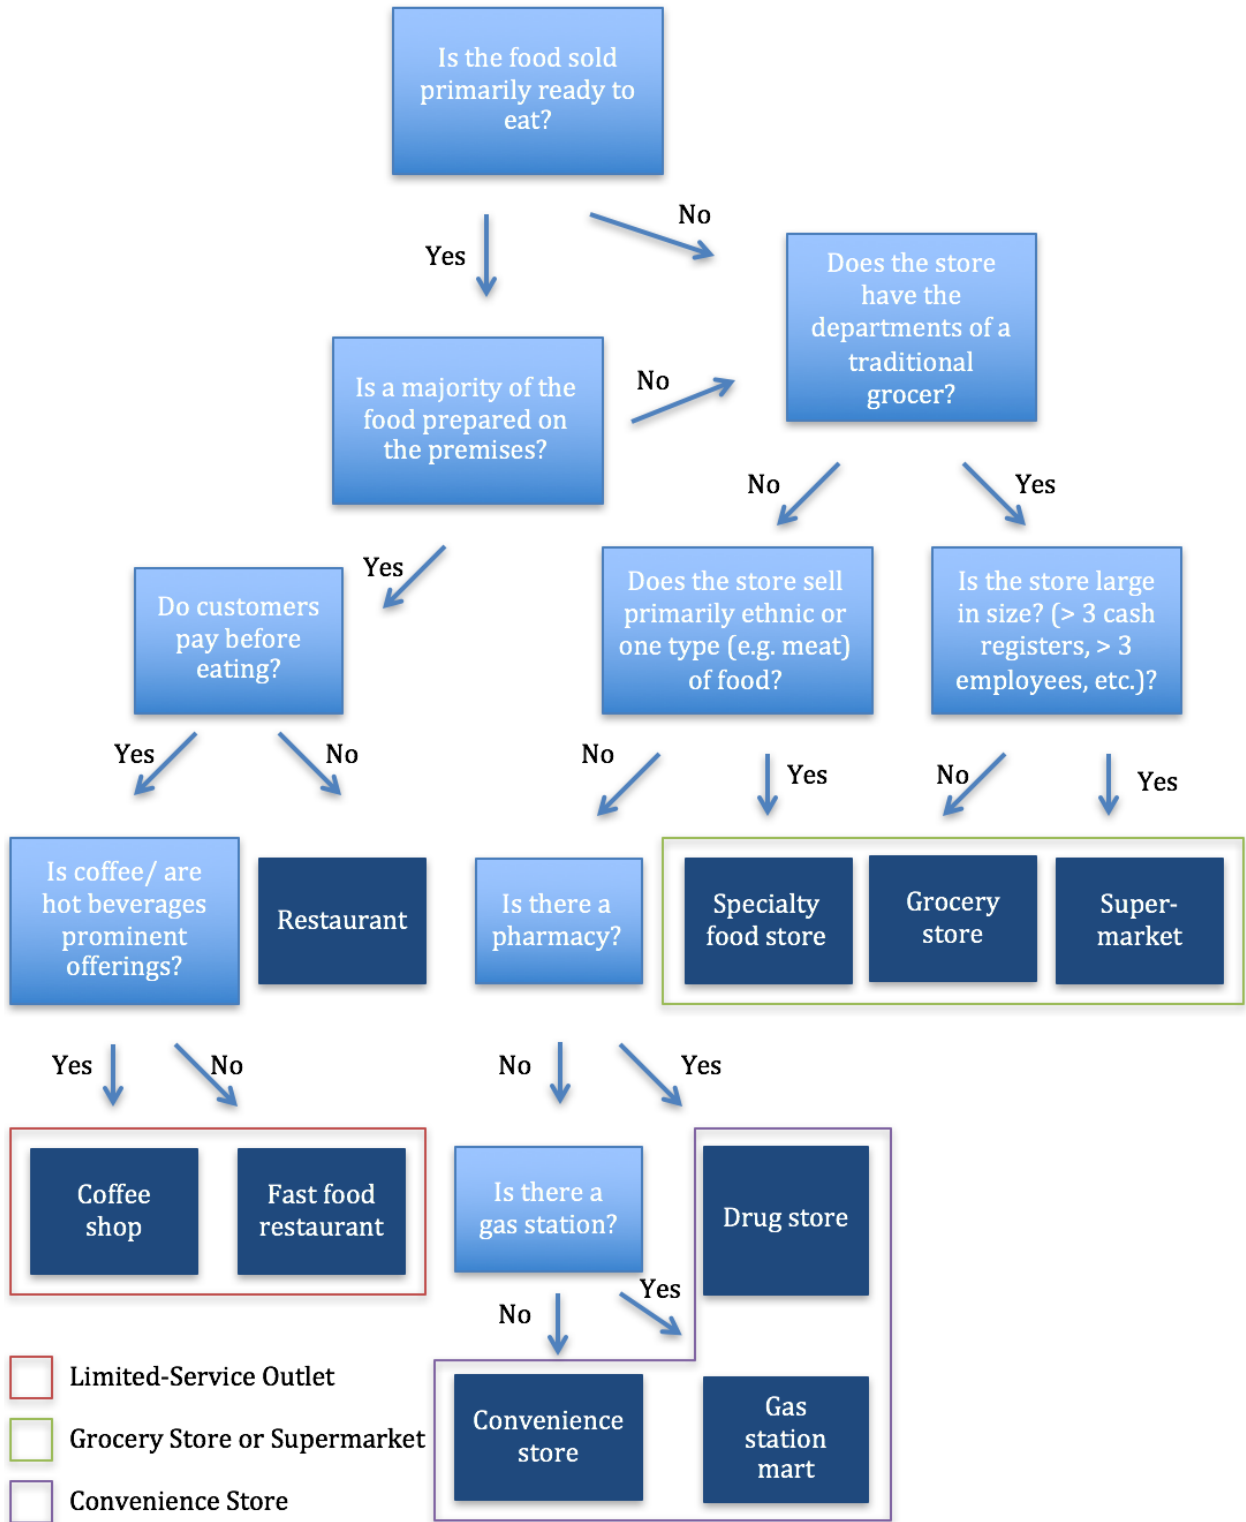 Is the food sold
primarily ready to
eat?
No
Yes
Does the store
have the
departments of a
traditional
grocer?
Is a majority of the
food prepared on
the premises?
No
No
Yes
Yes
Do customers
pay before
eating?
Does the store sell
primarily ethnic or
one type (e.g. meat)
of food?
Is the store large
in size? (> 3 cash
registers, > 3
employees, etc.)?
Yes
No
No
Yes
No
Yes
Is coffee/ are
hot beverages
prominent
offerings?
Restaurant
Is there a
pharmacy?
Specialty
food store
Grocery
store
Super-
market
Yes
No
No
Yes
Coffee
shop
Fast food
restaurant
Is there a
gas station?
Drug store
No
Yes
Convenience
store
Gas
station
mart
Limited-Service Outlet
Grocery Store or Supermarket
Convenience Store